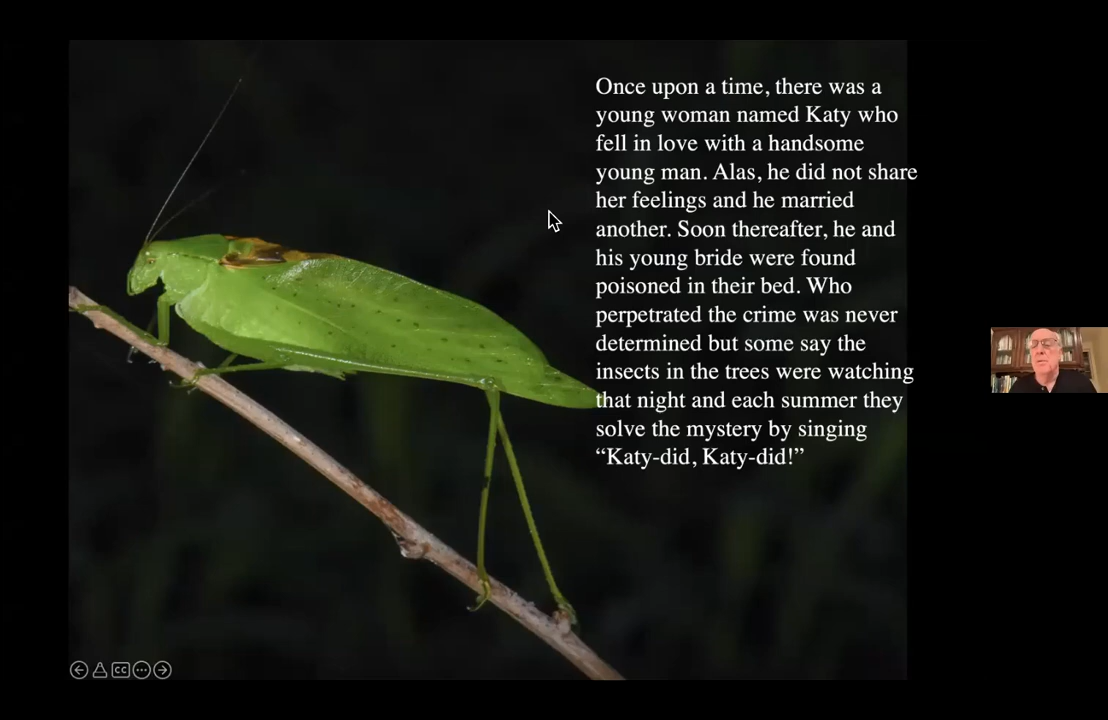 Once upon a time, there was a
young woman named Katy who
fell in love with a handsome
young man. Alas, he did not share
her feelings and he married
another. Soon thereafter, he and
his young bride were found
poisoned in their bed. Who
perpetrated the crime was never
determined but some say the
insects in the trees were watching
that night and each summer they
solve the mystery by singing
“Katy-did, Katy-did!”
CC